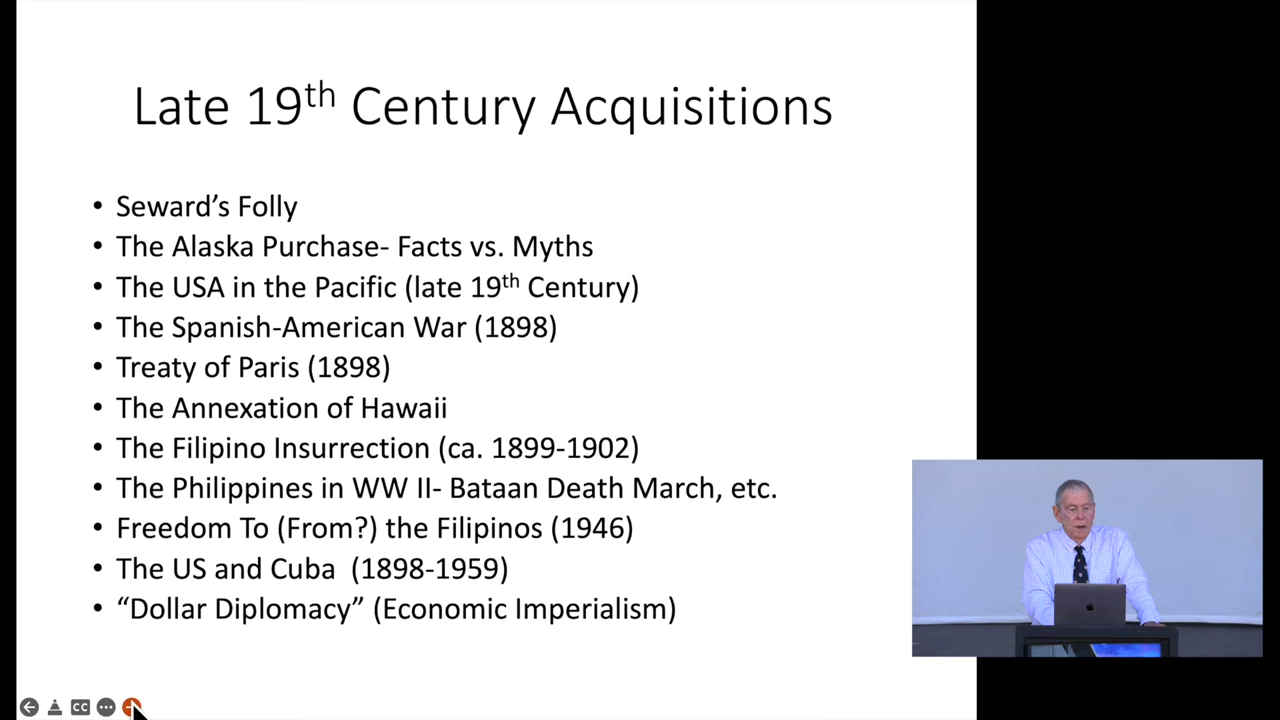 Late 19th Century Acquisitions
• Seward’s Folly
• The Alaska Purchase- Facts vs. Myths
• The USA in the Pacific (late 19th Century)
• The Spanish-American War (1898)
• Treaty of Paris (1898)
• The Annexation of Hawaii
• The Filipino Insurrection (ca. 1899-1902)
• The Philippines in WW II- Bataan Death March, etc.
• Freedom To (From?) the Filipinos (1946)
• The US and Cuba  (1898-1959)
• “Dollar Diplomacy” (Economic Imperialism)
CC